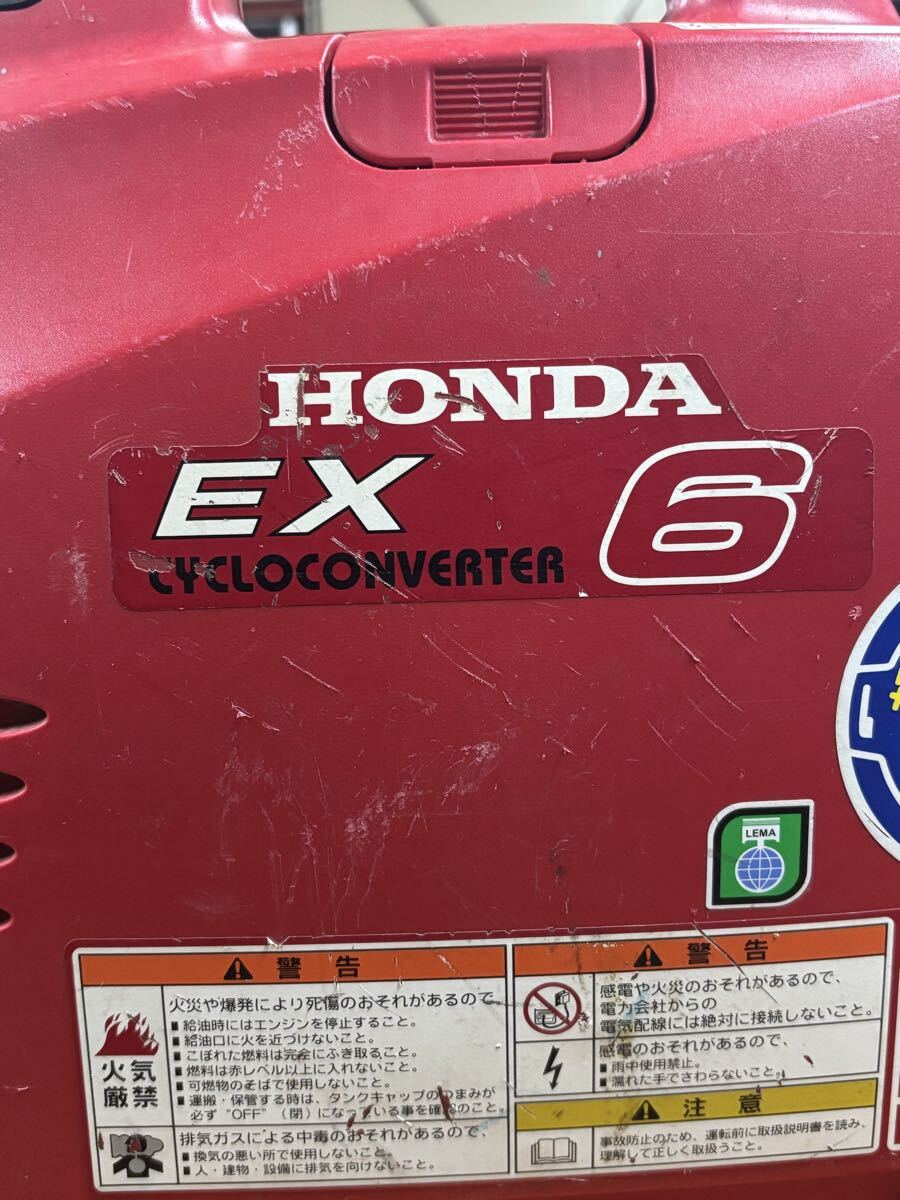 HONDA
EX 6
CYCLOCONVERTER
LEMA
警告
火気厳禁
火災や爆発により死傷のおそれがあるので
■給油時にはエンジンを停止すること。
■給油口に火を近づけないこと。
■こぼれた燃料は完全にふき取ること。
■燃料は赤レベル以上に入れないこと。
■可燃物のそばで使用しないこと。
■運搬・保管する時は、タンクキャップのつまみが
必ず"OFF"（閉）になっている事を確認のこと。
排気ガスによる中毒のおそれがあるので、
■換気の悪い所で使用しないこと。
■人・建物・設備に排気を向けないこと。
警告
感電や火災のおそれがあるので、
電力会社からの
電気配線には絶対に接続しないこと。
感電のおそれがあるので、
■雨中使用禁止。
■濡れた手でさわらないこと。
注意
事故防止のため、運転前に取扱説明書を読み、
理解して正しく取扱うこと。